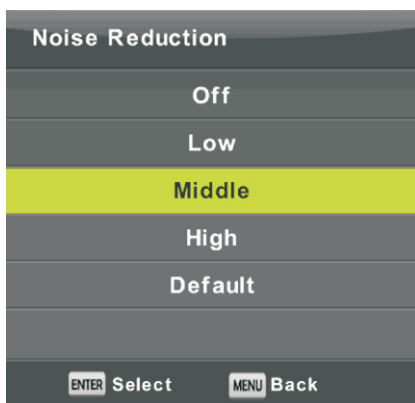 Noise Reduction
Off
Low
Middle
High
Default
ENTER Select MENU Back